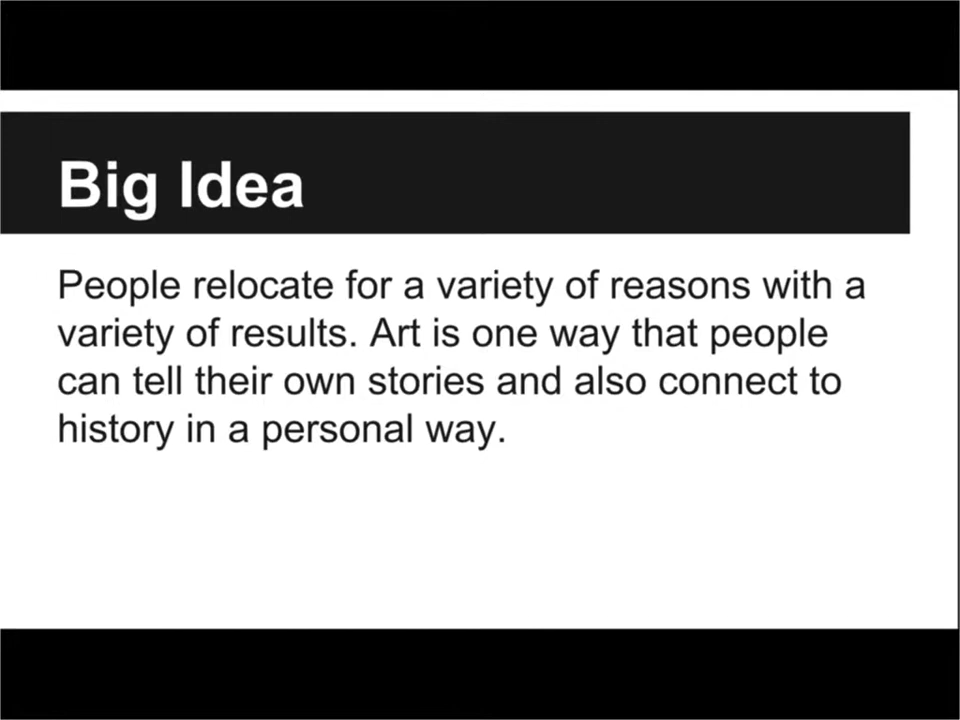 Big Idea
People relocate for a variety of reasons with a
variety of results. Art is one way that people
can tell their own stories and also connect to
history in a personal way.